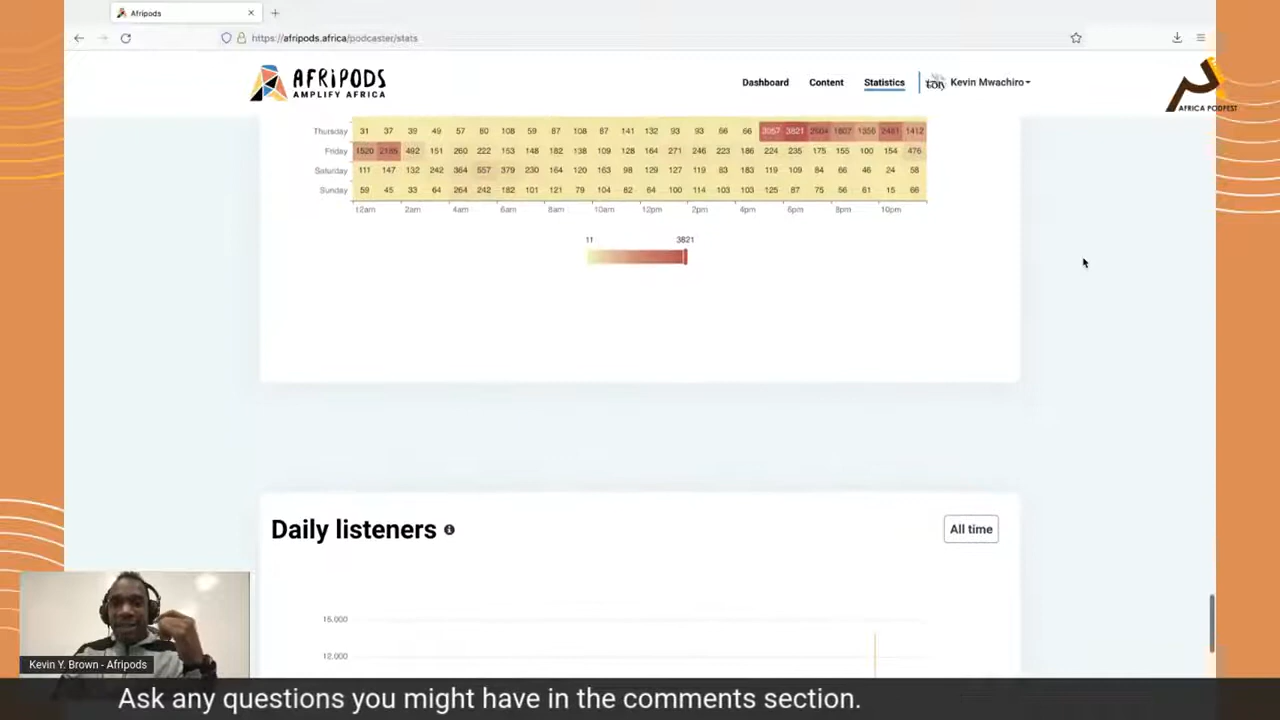 Afripods
https://afripods.africa/podcaster/stats
AFRIPODS
AMPLIFY AFRICA
Dashboard Content Statistics Kevin Mwachiro
AFRICA PODFEST
Thursday 31 37 39 49 57 80 108 59 87 108 87 141 132 93 93 66 66 3057 3821 2604 1807 1356 2481 1412
Friday 1520 2185 492 151 260 222 153 148 182 138 109 128 164 271 246 223 186 224 235 175 155 100 154 476
Saturday 111 147 132 242 364 557 379 230 164 120 163 98 129 127 119 83 183 119 109 84 66 46 24 58
Sunday 59 45 33 64 264 242 182 101 121 79 104 82 64 100 114 103 103 125 87 75 56 61 15 66
12am 2am 4am 6am 8am 10am 12pm 2pm 4pm 6pm 8pm 10pm
11 3821
Daily listeners
All time
15,000
12,000
Kevin Y. Brown - Afripods
Ask any questions you might have in the comments section.